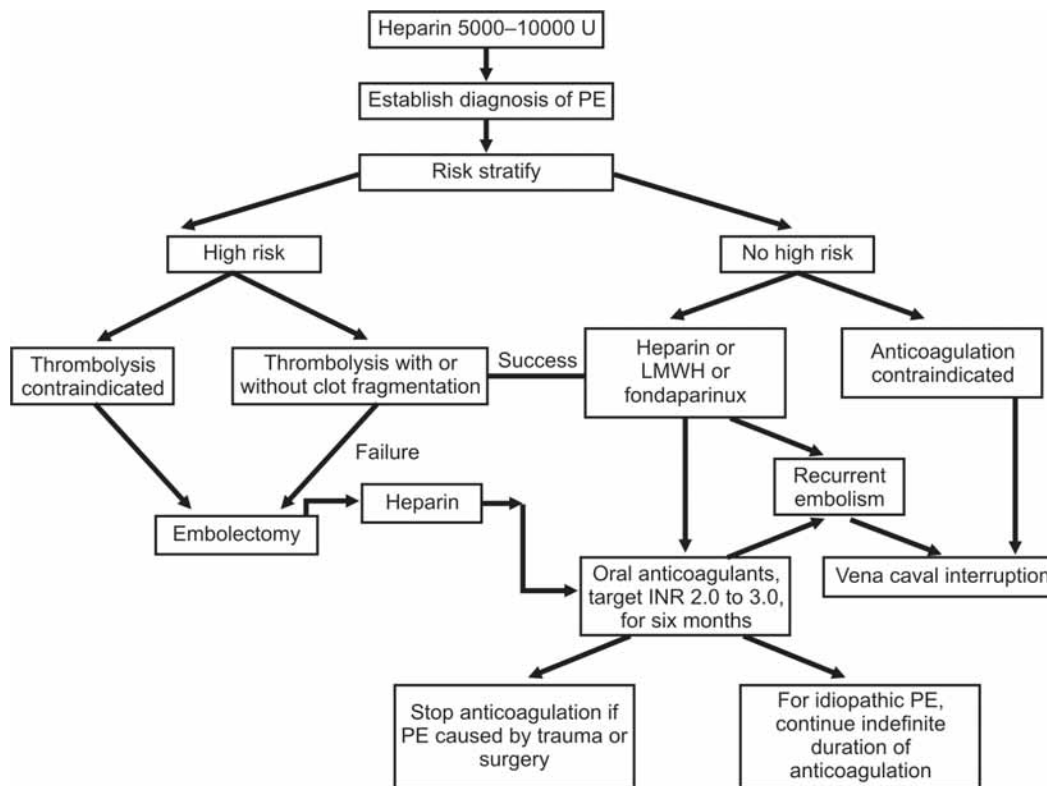 Heparin 5000–10000 U
Establish diagnosis of PE
Risk stratify
High risk
No high risk
Thrombolysis
contraindicated
Thrombolysis with or
without clot fragmentation
Success
Heparin or
LMWH or
fondaparinux
Anticoagulation
contraindicated
Failure
Recurrent
embolism
Heparin
Embolectomy
Oral anticoagulants,
target INR 2.0 to 3.0,
for six months
Vena caval interruption
Stop anticoagulation if
PE caused by trauma or
surgery
For idiopathic PE,
continue indefinite
duration of
anticoagulation